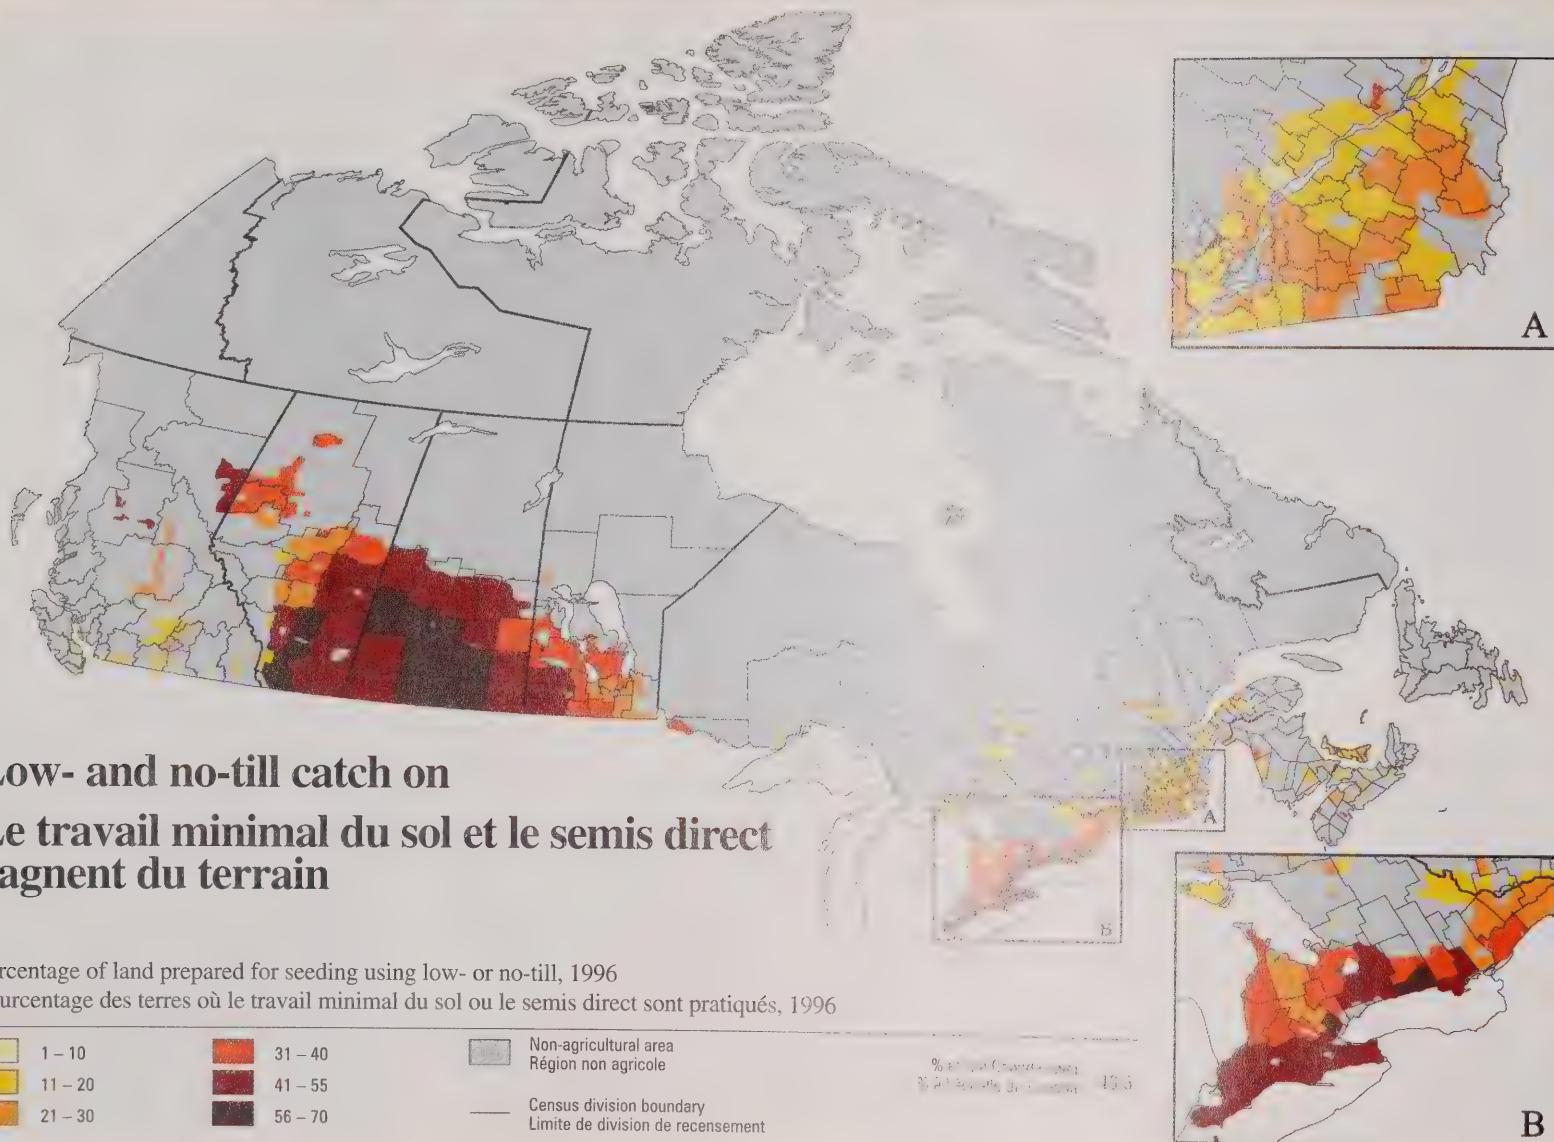 A
ow- and no-till catch on
e travail minimal du sol et le semis direct
agnent du terrain
A
B
rcentage of land prepared for seeding using low- or no-till, 1996
urcentage des terres où le travail minimal du sol ou le semis direct sont pratiqués, 1996
1 – 10
11 – 20
21 – 30
31 – 40
41 – 55
56 – 70
Non-agricultural area
Région non agricole
Census division boundary
Limite de division de recensement
%
%
B